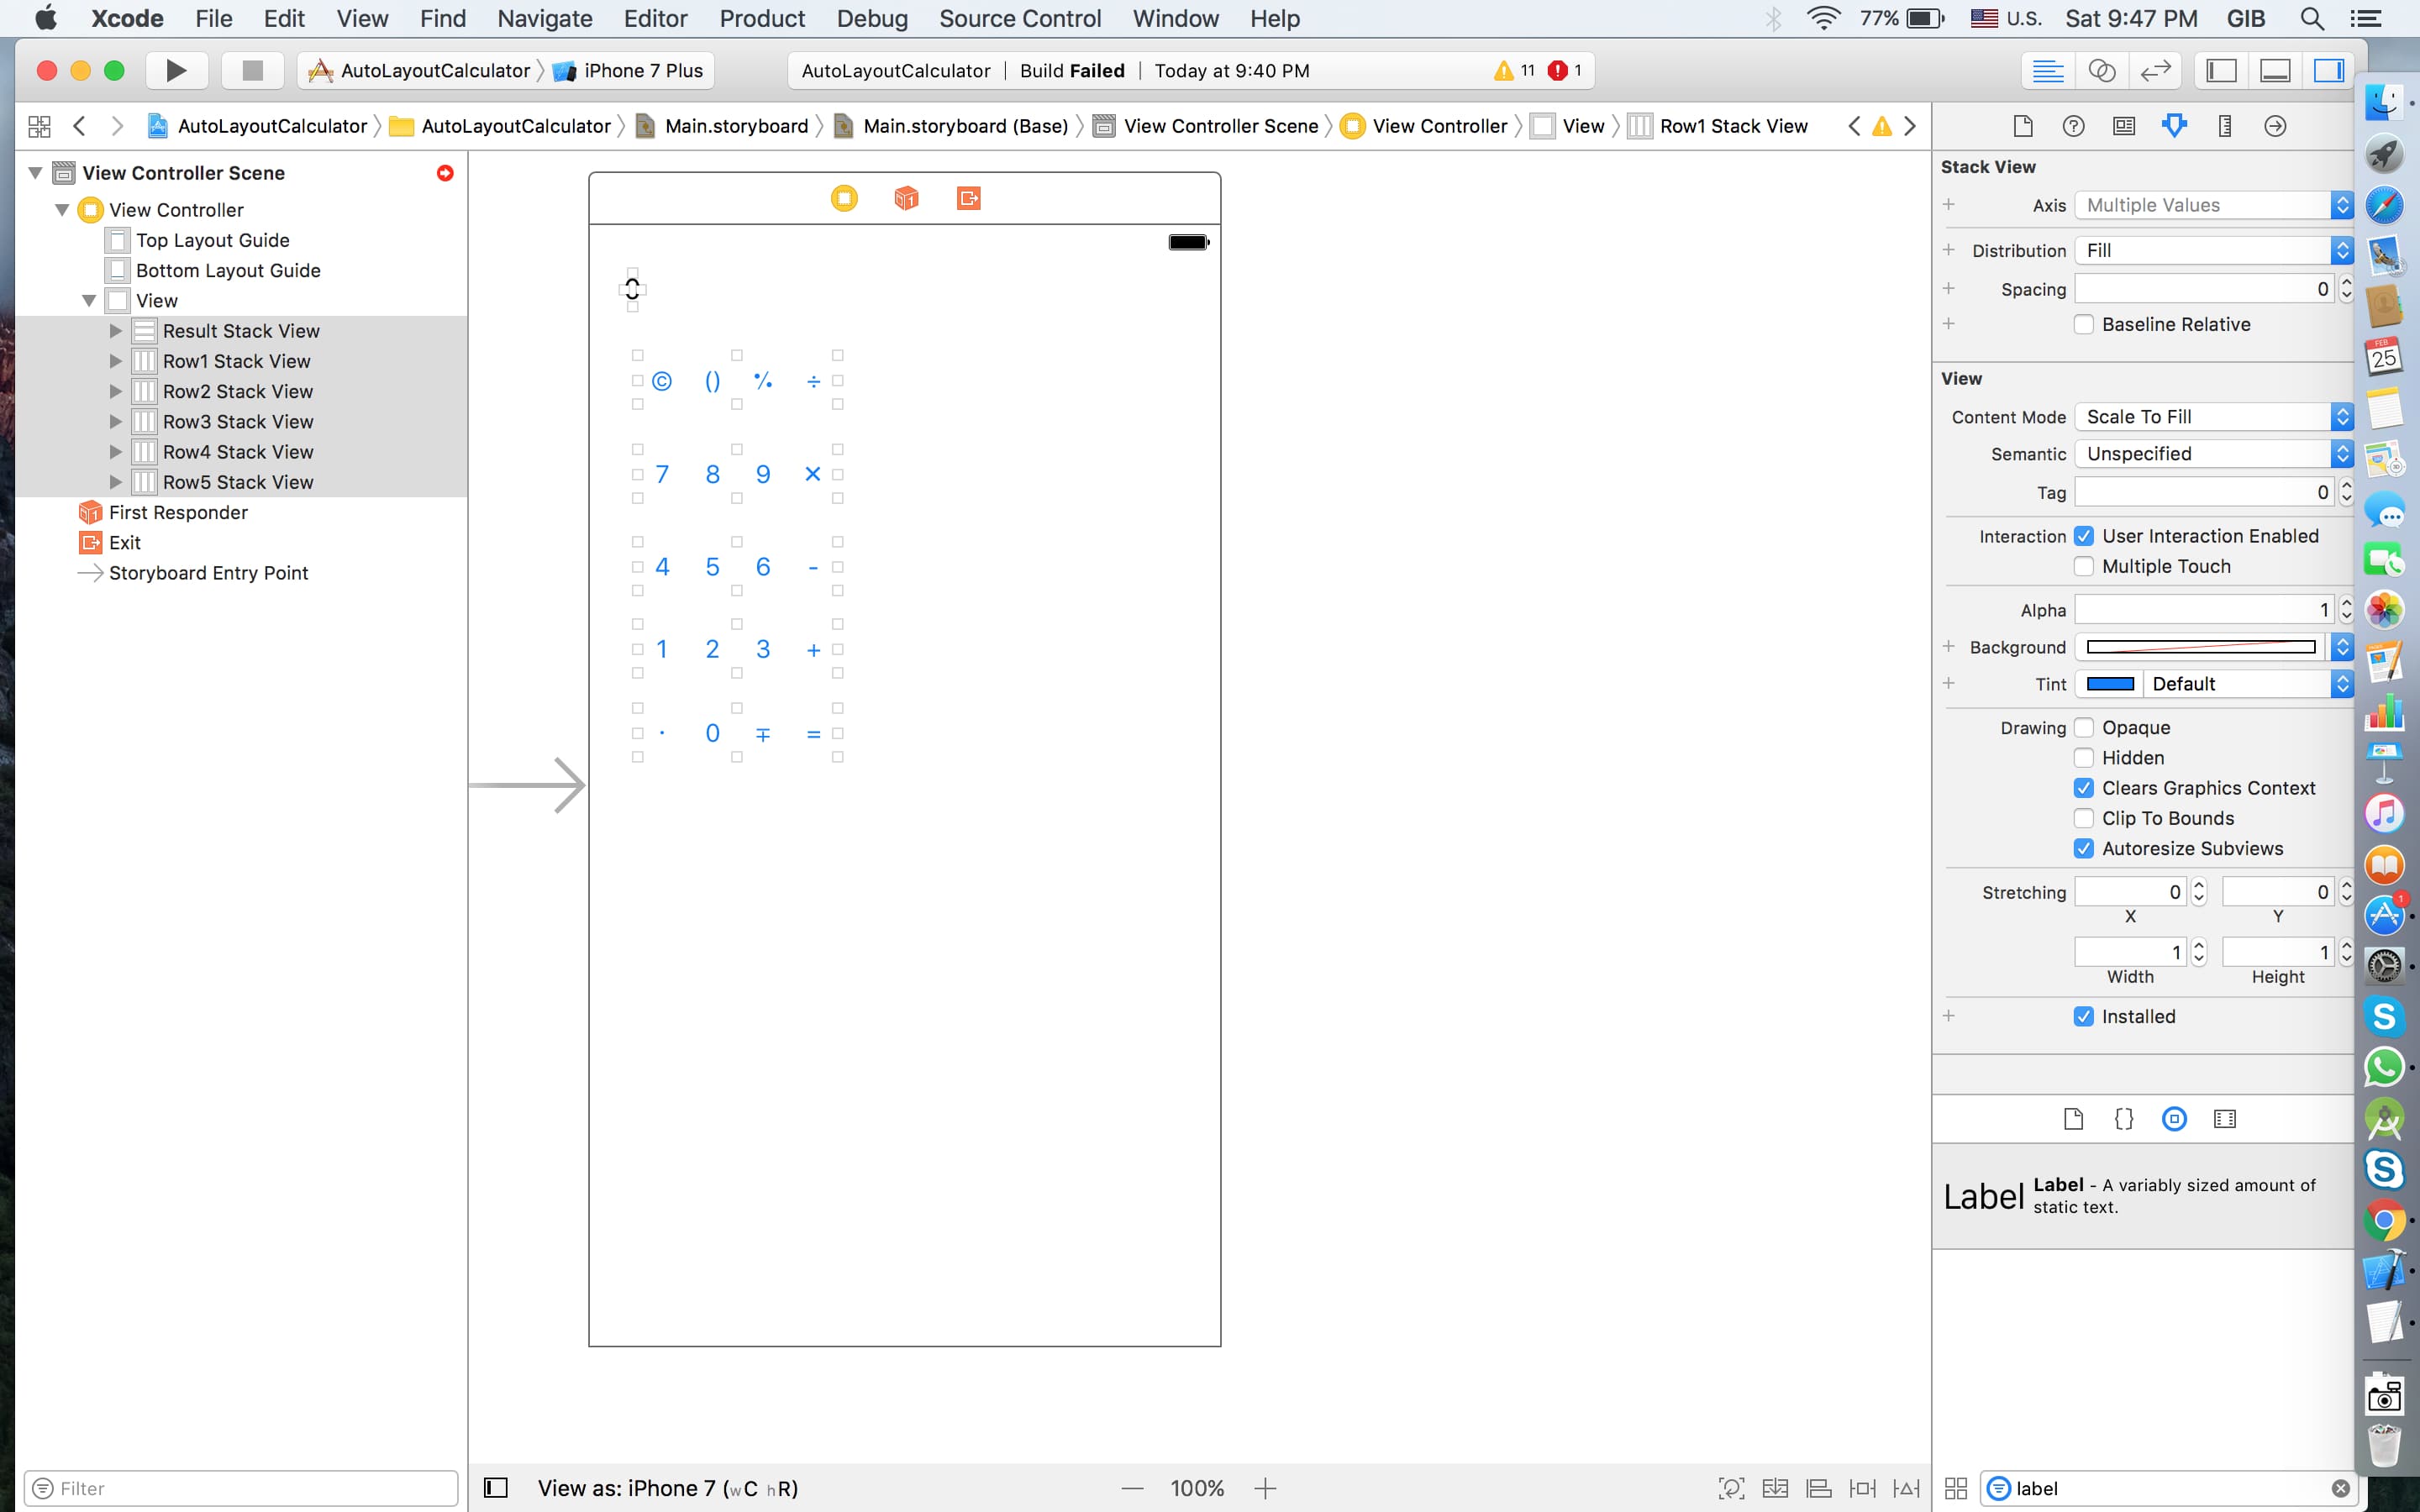 Xcode File Edit View Find Navigate Editor Product Debug Source Control Window Help 77% U.S. Sat 9:47 PM GIB
AutoLayoutCalculator iPhone 7 Plus AutoLayoutCalculator | Build Failed | Today at 9:40 PM 11 1
AutoLayoutCalculator AutoLayoutCalculator Main.storyboard Main.storyboard (Base) View Controller Scene View Controller View Row1 Stack View
View Controller Scene
View Controller
Top Layout Guide
Bottom Layout Guide
View
Result Stack View
Row1 Stack View
Row2 Stack View
Row3 Stack View
Row4 Stack View
Row5 Stack View
First Responder
Exit
Storyboard Entry Point
Filter
0
© () ٪ ÷
7 8 9 ×
4 5 6 -
1 2 3 +
· 0 ∓ =
View as: iPhone 7 (wC hR)
— 100% +
Stack View
Axis Multiple Values
Distribution Fill
Spacing 0
Baseline Relative
View
Content Mode Scale To Fill
Semantic Unspecified
Tag 0
Interaction User Interaction Enabled
Multiple Touch
Alpha 1
Background
Tint Default
Drawing Opaque
Hidden
Clears Graphics Context
Clip To Bounds
Autoresize Subviews
Stretching 0 0
X Y
1 1
Width Height
Installed
{}
Label Label - A variably sized amount of
static text.
label
FEB
25
1